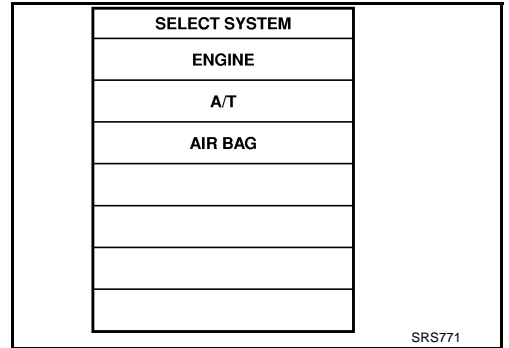 SELECT SYSTEM
ENGINE
A/T
AIR BAG
SRS771